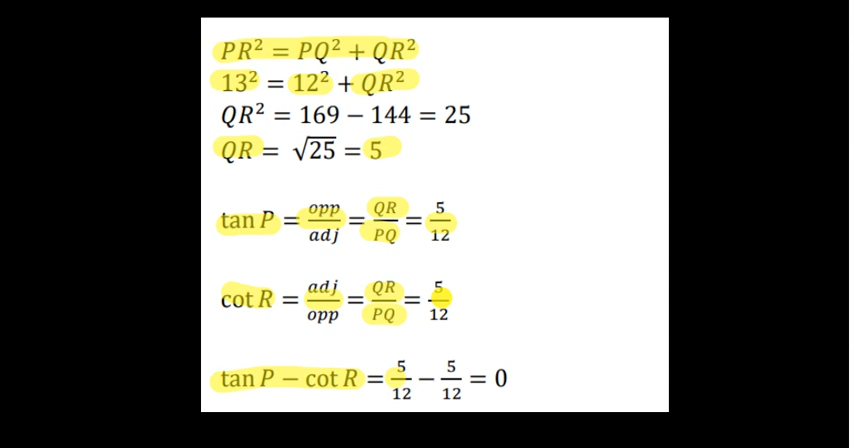 PR² = PQ² + QR²
13² = 12² + QR²
QR² = 169 − 144 = 25
QR = √25 = 5
tan P = opp/adj = QR/PQ = 5/12
cot R = adj/opp = QR/PQ = 5/12
tan P − cot R = 5/12 − 5/12 = 0